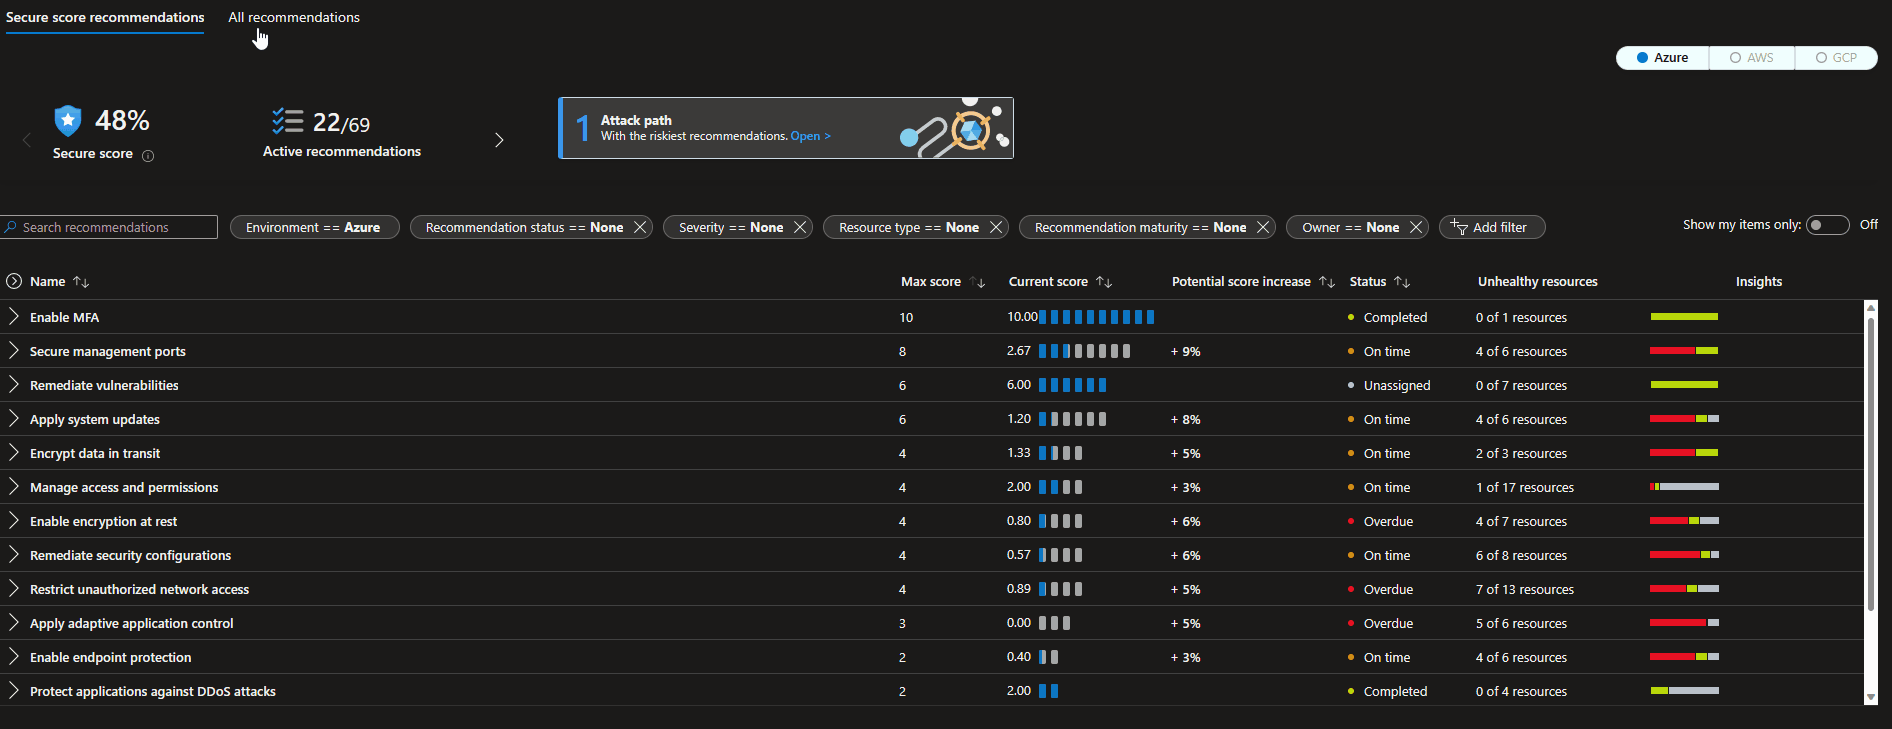 Secure score recommendations All recommendations
Azure AWS GCP
48% 22/69 1 Attack path
With the riskiest recommendations. Open >
Secure score Active recommendations
Search recommendations Environment == Azure Recommendation status == None Severity == None Resource type == None Recommendation maturity == None Owner == None Add filter Show my items only: Off
Name Max score Current score Potential score increase Status Unhealthy resources Insights
Enable MFA 10 10.00 Completed 0 of 1 resources
Secure management ports 8 2.67 + 9% On time 4 of 6 resources
Remediate vulnerabilities 6 6.00 Unassigned 0 of 7 resources
Apply system updates 6 1.20 + 8% On time 4 of 6 resources
Encrypt data in transit 4 1.33 + 5% On time 2 of 3 resources
Manage access and permissions 4 2.00 + 3% On time 1 of 17 resources
Enable encryption at rest 4 0.80 + 6% Overdue 4 of 7 resources
Remediate security configurations 4 0.57 + 6% On time 6 of 8 resources
Restrict unauthorized network access 4 0.89 + 5% Overdue 7 of 13 resources
Apply adaptive application control 3 0.00 + 5% Overdue 5 of 6 resources
Enable endpoint protection 2 0.40 + 3% On time 4 of 6 resources
Protect applications against DDoS attacks 2 2.00 Completed 0 of 4 resources